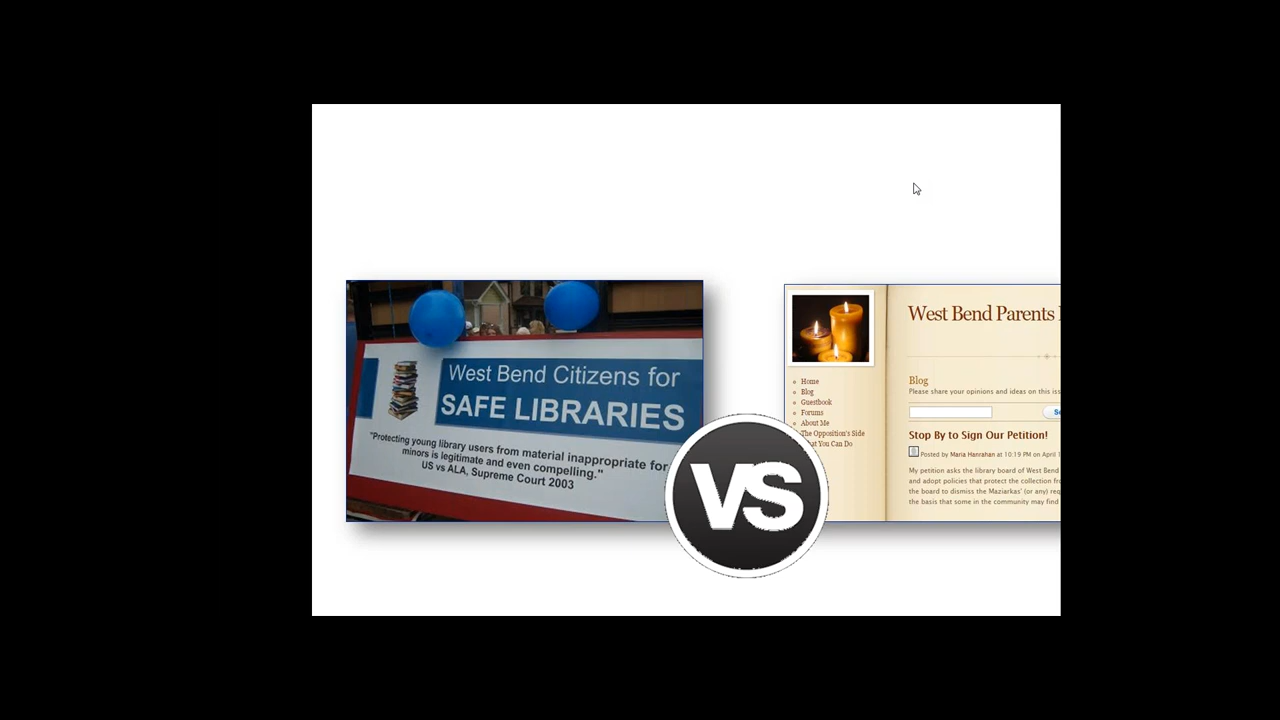 West Bend Citizens for
SAFE LIBRARIES
"Protecting young library users from material inappropriate for
minors is legitimate and even compelling."
US vs ALA, Supreme Court 2003
VS
West Bend Parents
Home
Blog
Guestbook
Forums
About Me
The Opposition's Side
What You Can Do
Blog
Please share your opinions and ideas on this
Stop By to Sign Our Petition!
Posted by Maria Hanrahan at 10:19 PM on April
My petition asks the library board of West Bend
and adopt policies that protect the collection
the board to dismiss the Maziarkas' (or any)
the basis that some in the community may find